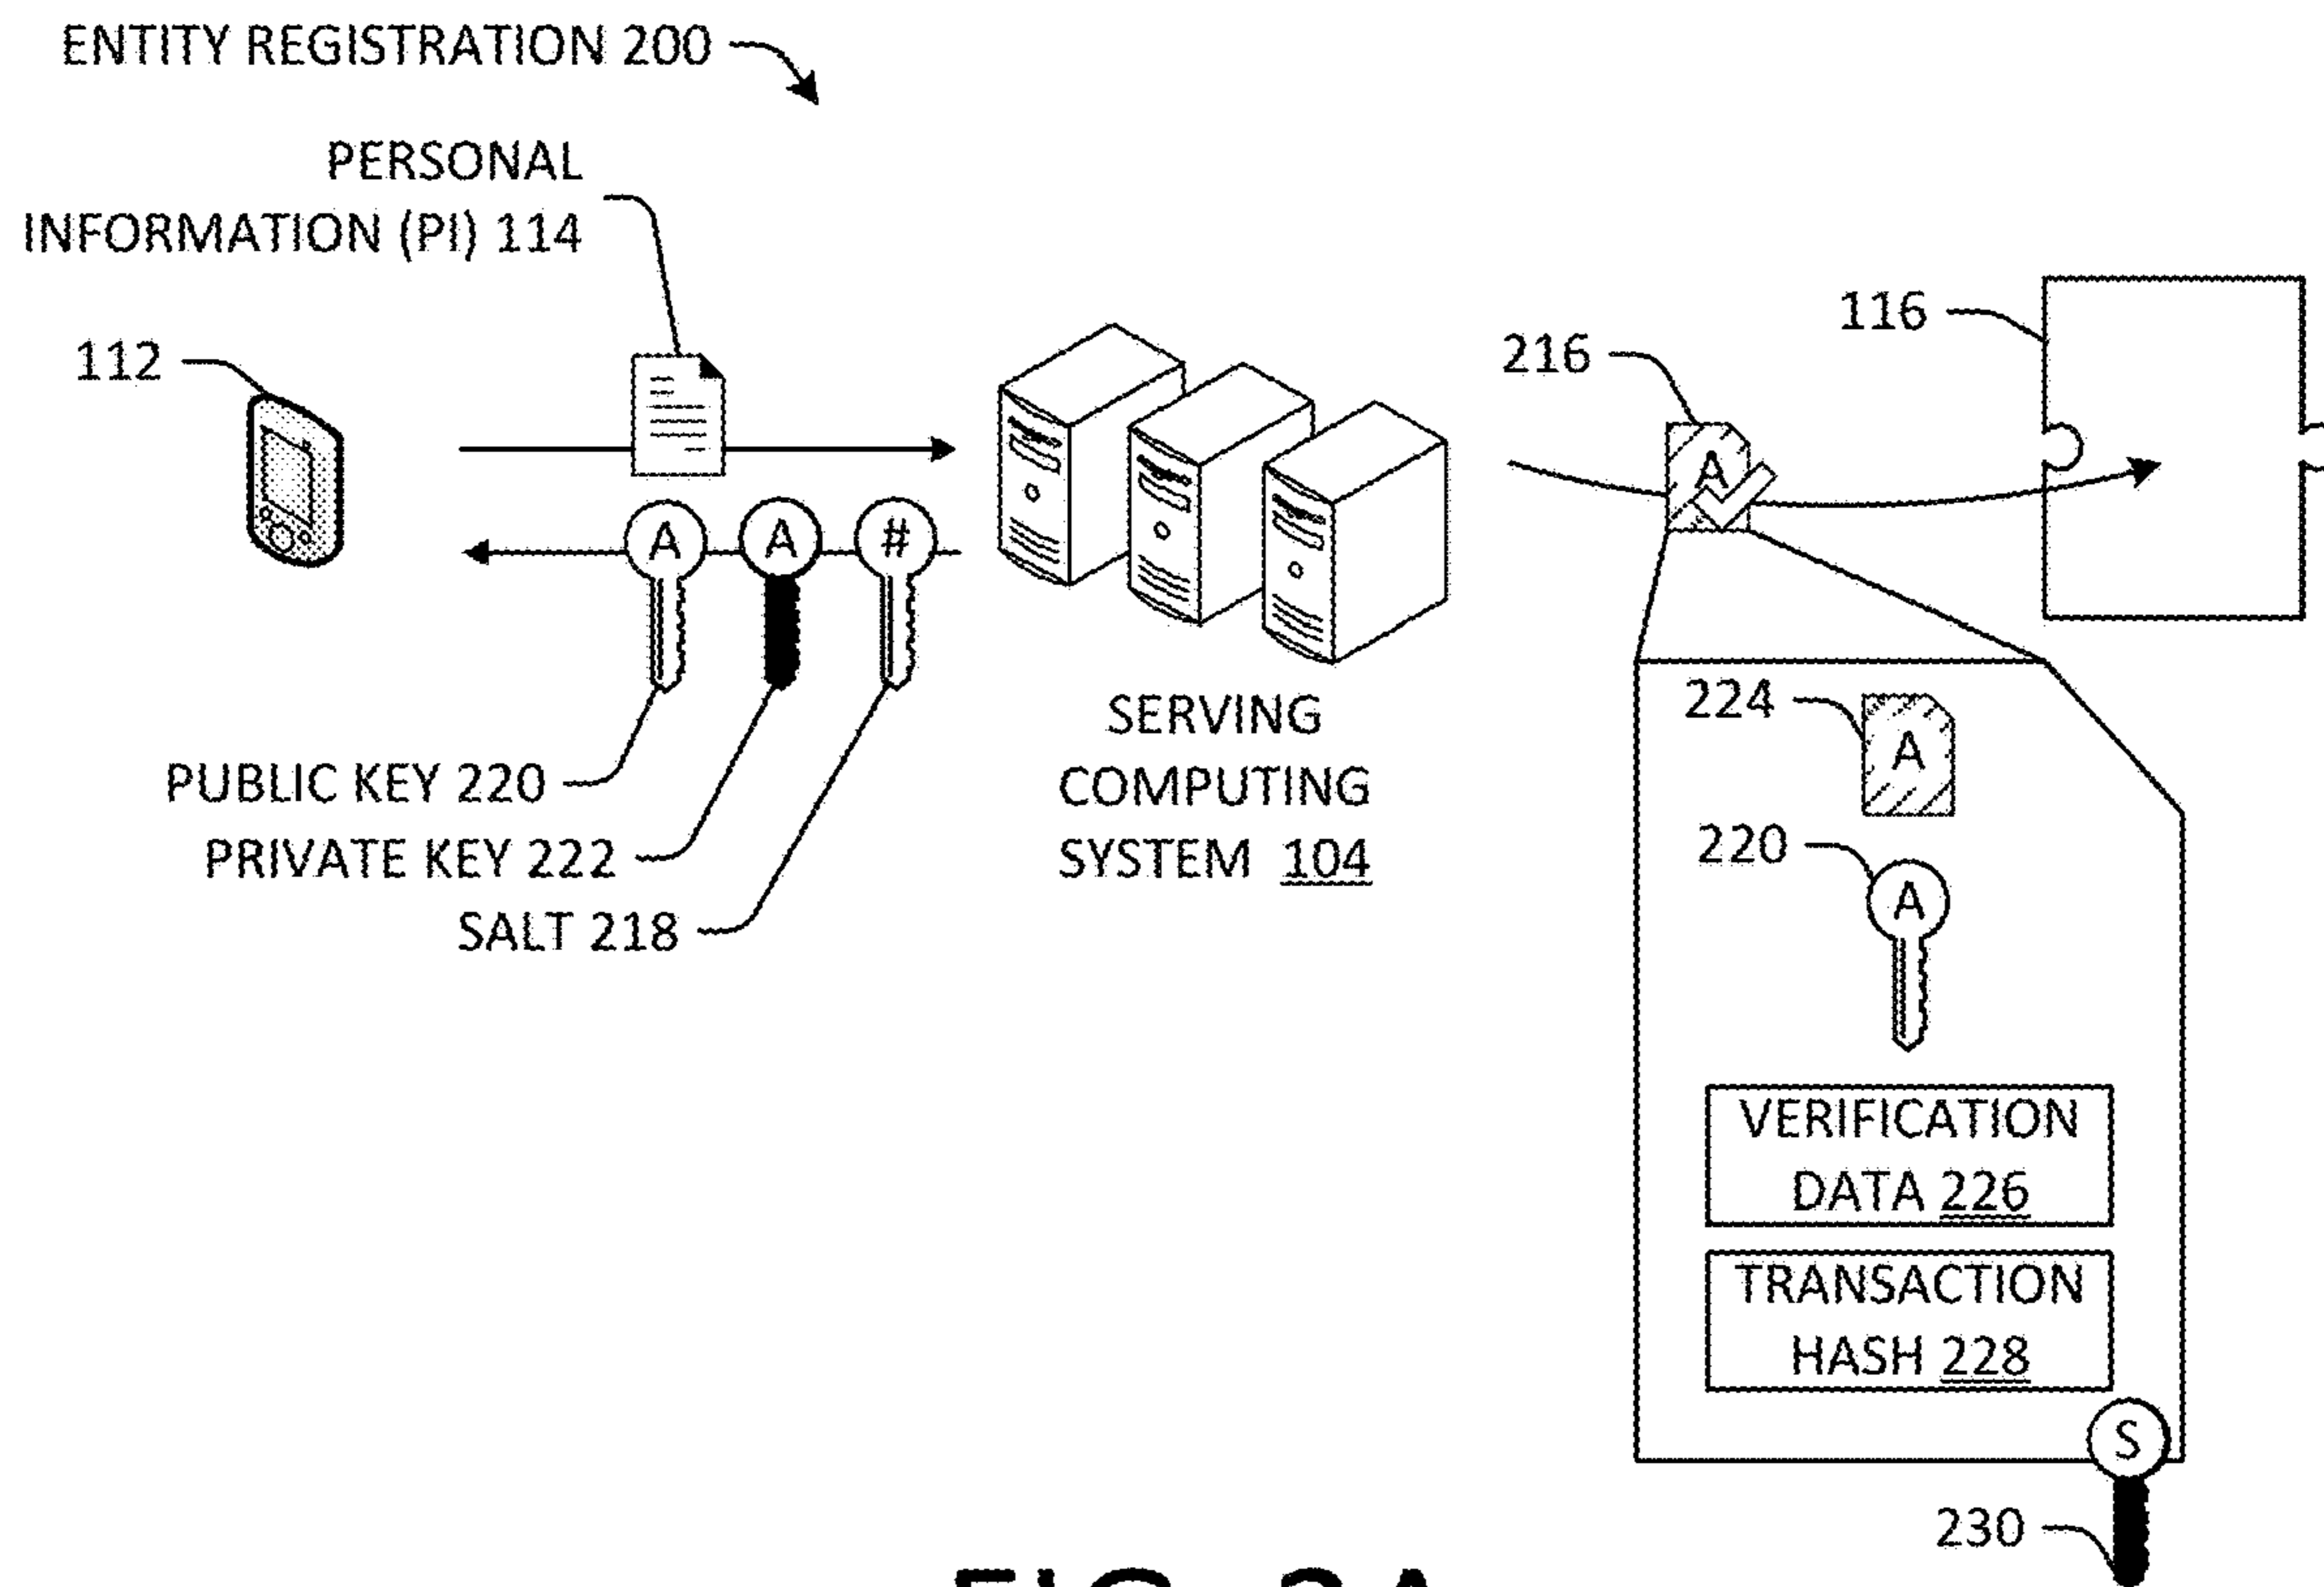 ENTITY REGISTRATION 200
PERSONAL
INFORMATION (PI) 114
112
116
216
A
A
A
#
PUBLIC KEY 220
PRIVATE KEY 222
SALT 218
SERVING
COMPUTING
SYSTEM 104
224
A
220
A
VERIFICATION
DATA 226
TRANSACTION
HASH 228
S
230